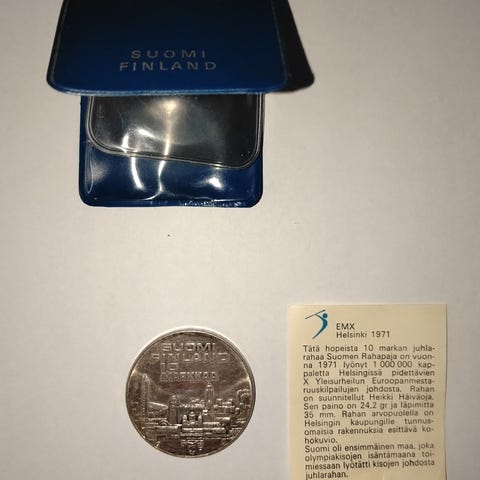 SUOMI
FINLAND
SUOMI
FINLAND
10
MARKKAA
EMX
Helsinki 1971
Tätä hopeista 10 markan juhla-
rahaa Suomen Rahapaja on vuon-
na 1971 lyönyt 1 000 000 kap-
paletta Helsingissä pidettävien
X Yleisurheilun Euroopanmesta-
ruuskilpailujen johdosta. Rahan
on suunnitellut Heikki Häiväoja.
Sen paino on 24,2 gr ja läpimitta
35 mm. Rahan arvopuolella on
Helsingin kaupungille tunnus-
omaisia rakennuksia esittävä ko-
hokuvio.
Suomi oli ensimmäinen maa, joka
olympiakisojen isäntämaana toi-
miessaan lyötätti kisojen johdosta
juhlarahan.